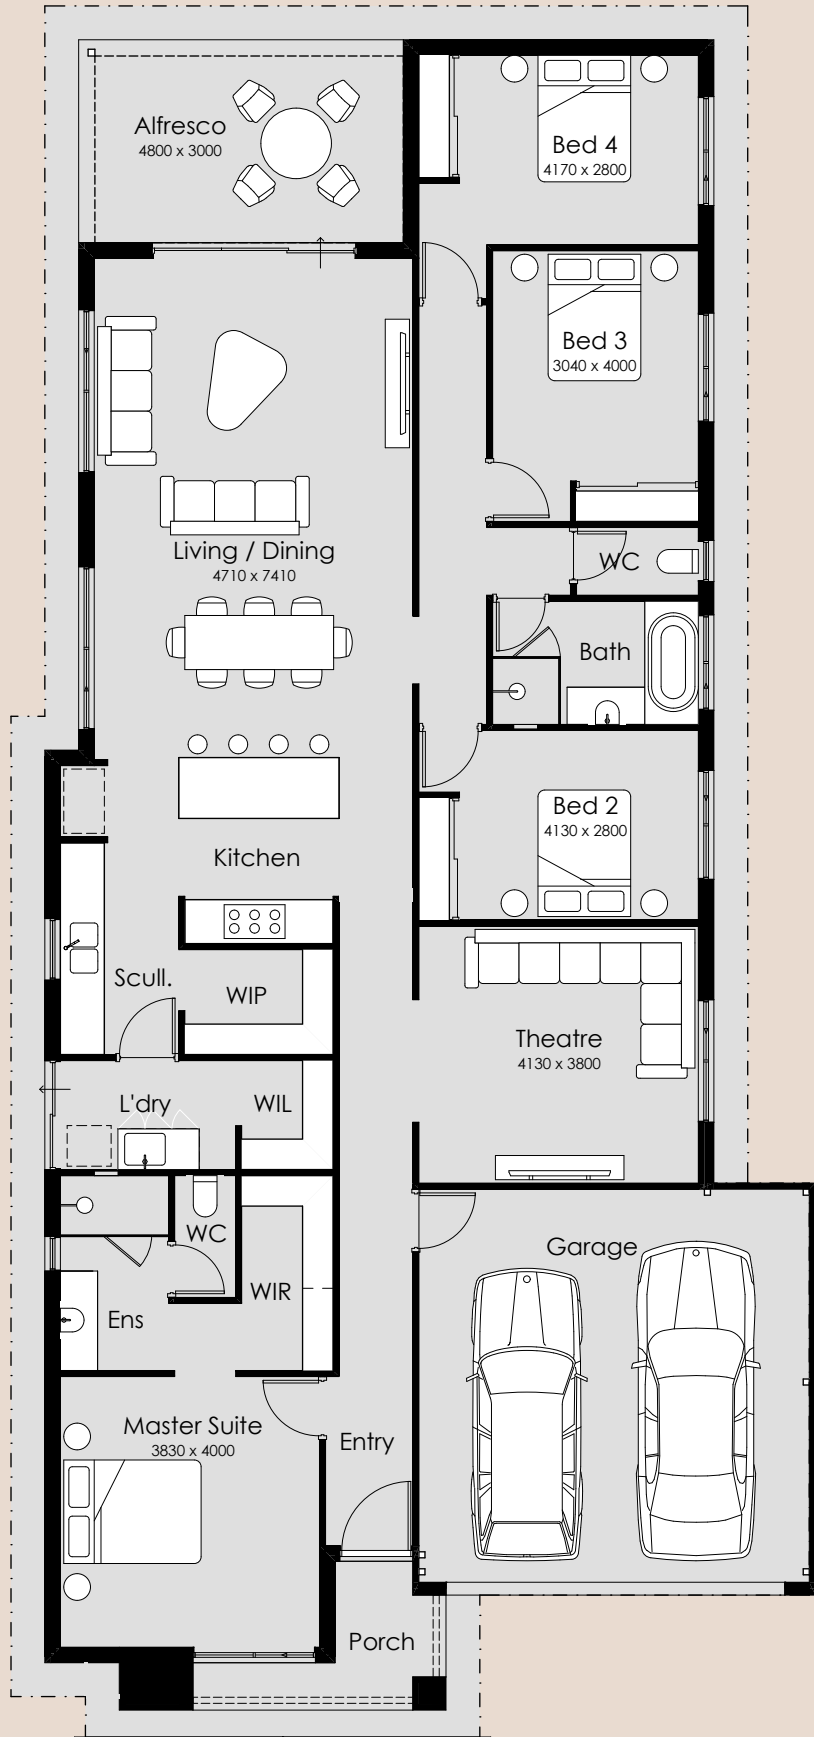 Alfresco
4800 x 3000
Bed 4
4170 x 2800
Bed 3
3040 x 4000
Living / Dining
4710 x 7410
WC
Bath
Bed 2
4130 x 2800
Kitchen
Scull.
WIP
Theatre
4130 x 3800
L'dry
WIL
WC
Garage
WIR
Ens
Master Suite
3830 x 4000
Entry
Porch